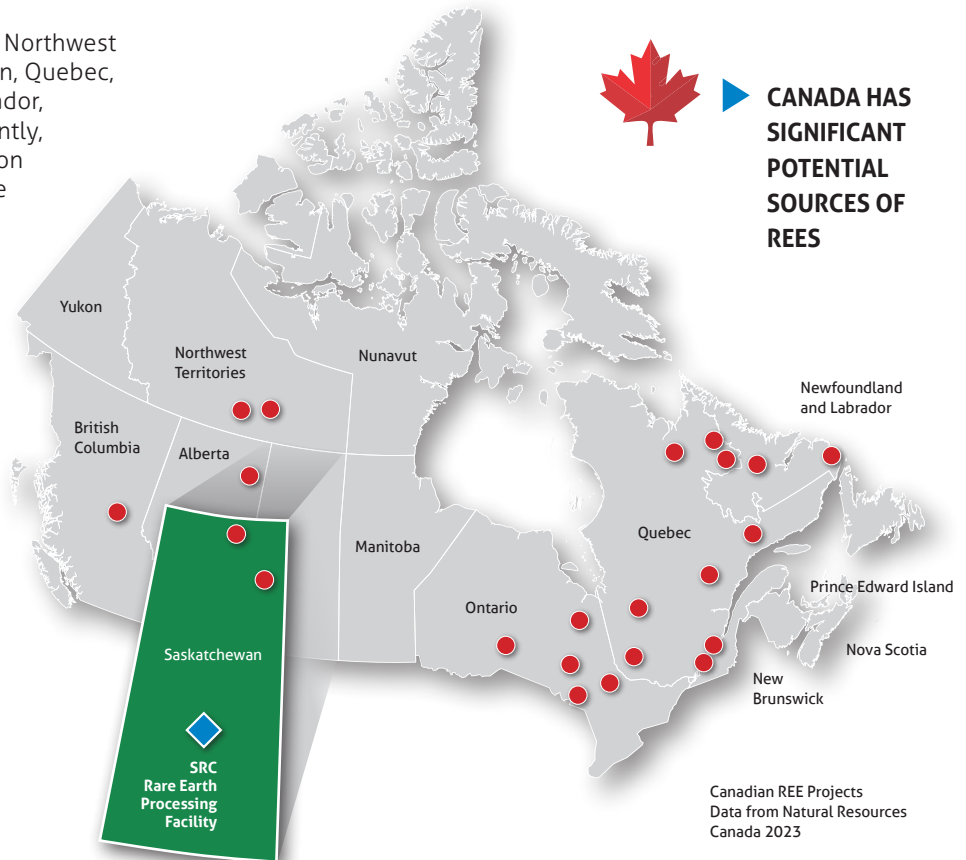 Northwest
n, Quebec,
ador,
ntly,
on
e
CANADA HAS
SIGNIFICANT
POTENTIAL
SOURCES OF
REES
Yukon
Northwest
Territories
Nunavut
British
Columbia
Alberta
Newfoundland
and Labrador
Manitoba
Quebec
Ontario
Prince Edward Island
Nova Scotia
New
Brunswick
Saskatchewan
SRC
Rare Earth
Processing
Facility
Canadian REE Projects
Data from Natural Resources
Canada 2023